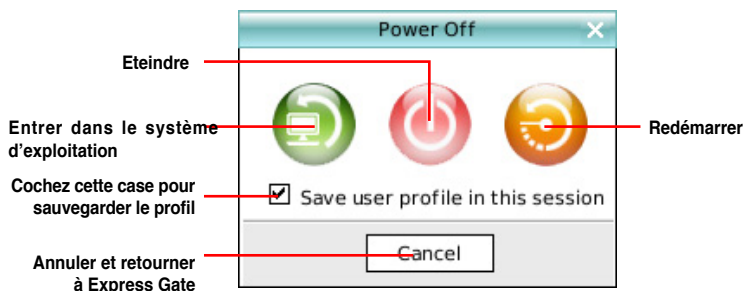 Power Off
Eteindre
Entrer dans le système
d'exploitation
Redémarrer
Cochez cette case pour
sauvegarder le profil
Save user profile in this session
Cancel
Annuler et retourner
à Express Gate